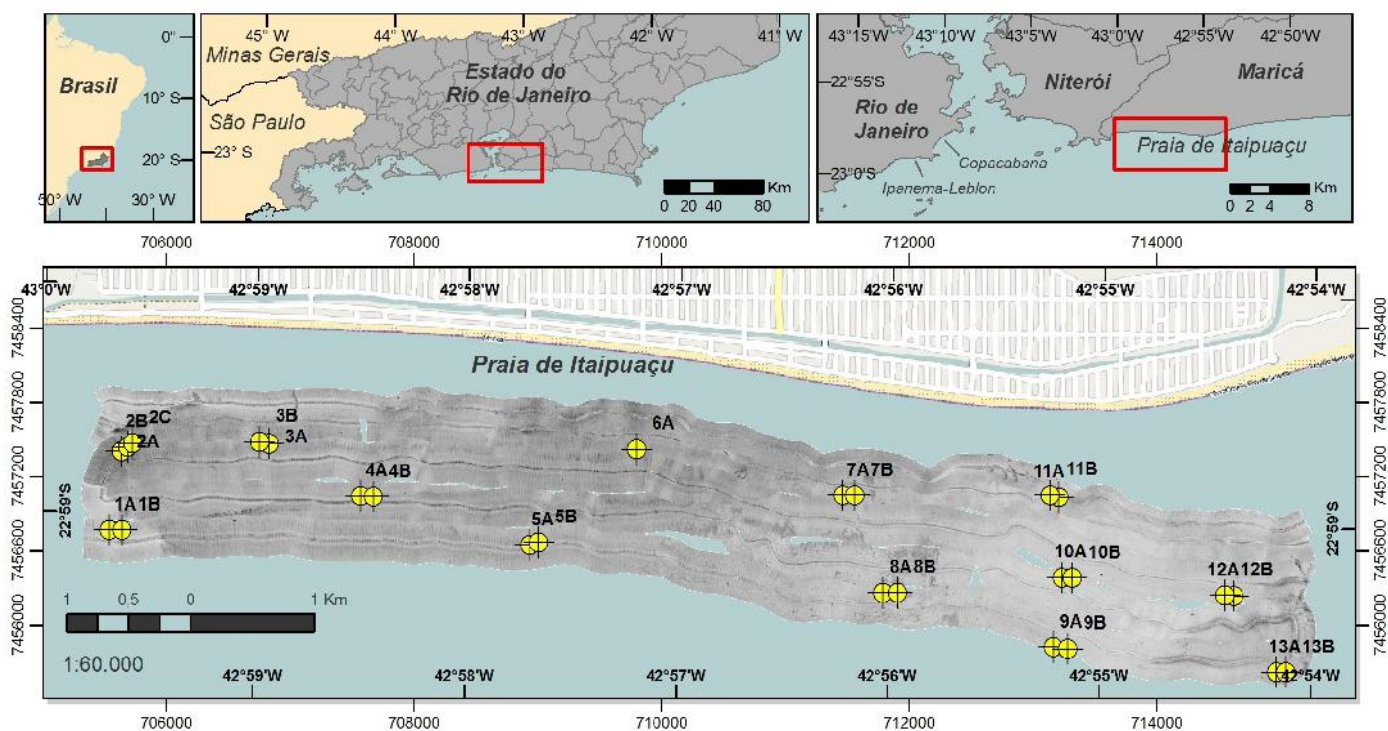 0°
Brasil
10° S
20° S
50° W
30° W
45° W
44° W
43° W
42° W
41° W
Minas Gerais
Estado do
Rio de Janeiro
São Paulo
23° S
Km
0 20 40 80
43°15'W
43°10'W
43°5'W
43°0'W
42°55'W
42°50'W
22°55'S
Niterói
Maricá
Rio de
Janeiro
Praia de Itaipuaçu
Copacabana
23°0'S
Ipanema-Leblon
Km
0 2 4 8
706000
708000
710000
712000
714000
43°0'W
42°59'W
42°58'W
42°57'W
42°56'W
42°55'W
42°54'W
7458400
7458400
Praia de Itaipuaçu
7457800
7457800
2B
2C
2A
3B
3A
6A
7457200
7457200
4A
4B
7A
7B
11A
11B
22°59'S
22°59'S
1A
1B
5A
5B
7456600
7456600
8A
8B
10A
10B
12A
12B
1
0,5
0
1 Km
7456000
7456000
9A
9B
13A
13B
1:60.000
42°59'W
42°58'W
42°57'W
42°56'W
42°55'W
42°54'W
706000
708000
710000
712000
714000